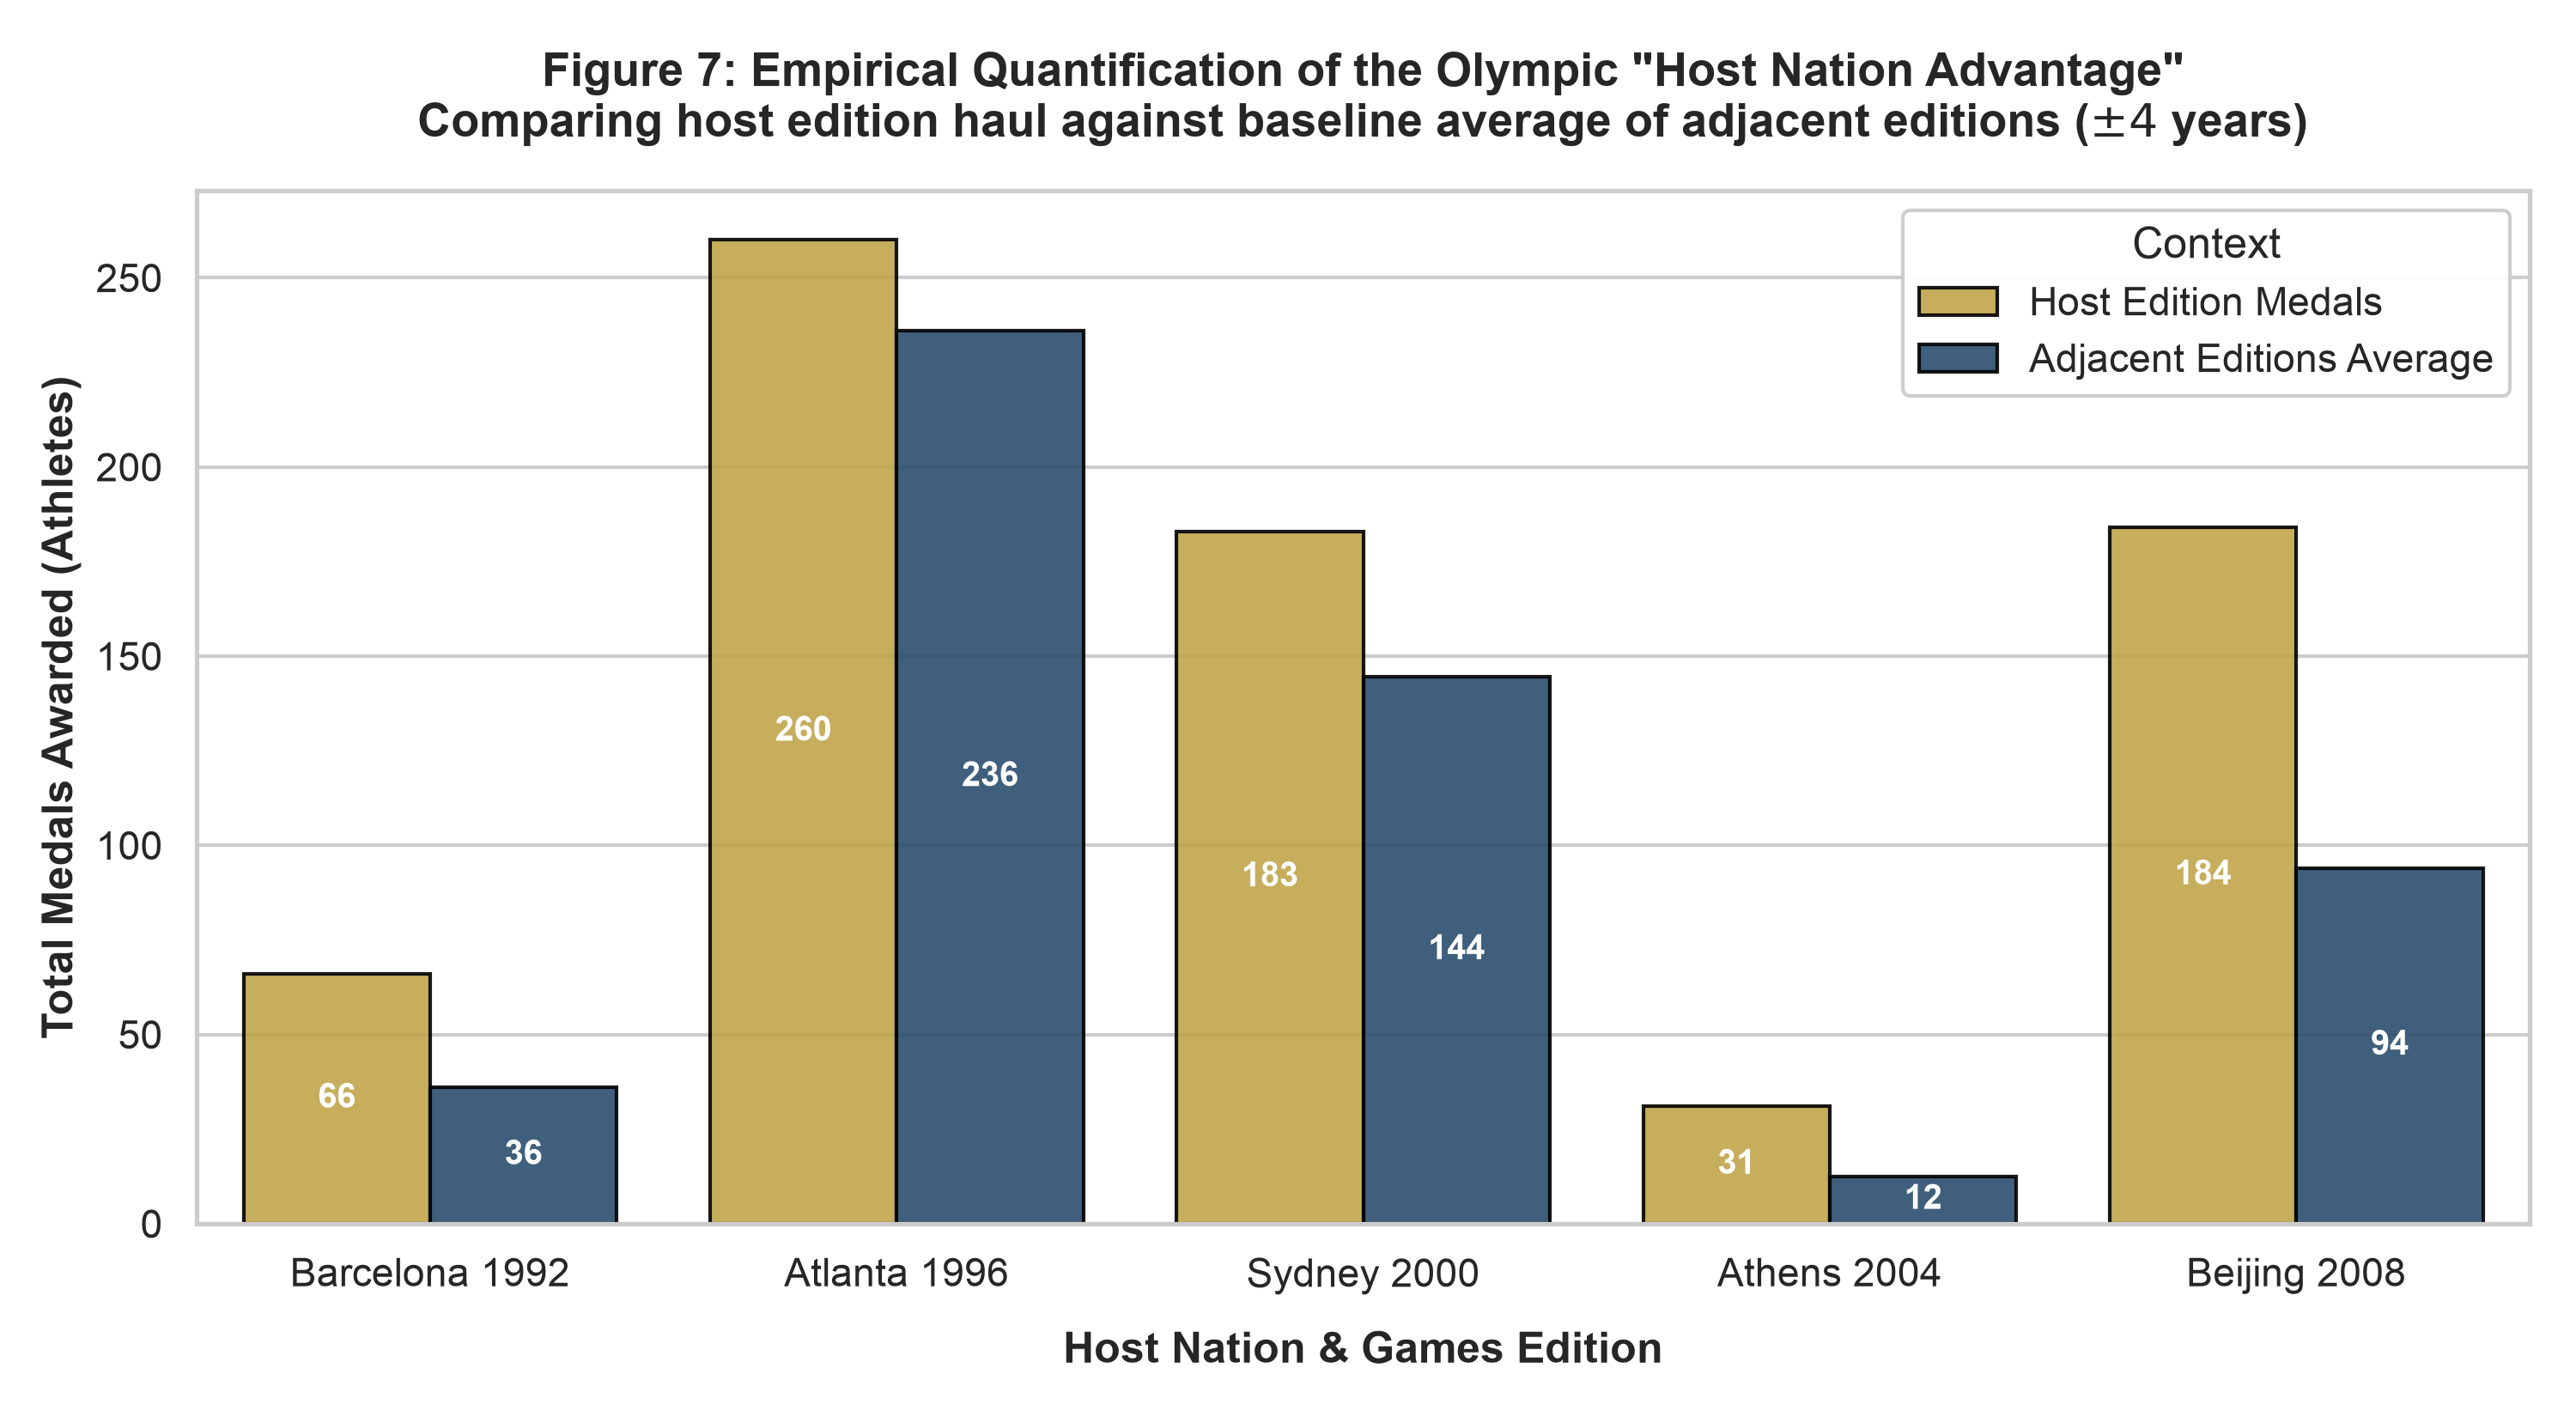 Figure 7: Empirical Quantification of the Olympic "Host Nation Advantage"
Comparing host edition haul against baseline average of adjacent editions (±4 years)
Context
Host Edition Medals
Adjacent Editions Average
Total Medals Awarded (Athletes)
250
200
150
100
50
0
260
236
183
144
184
94
66
36
31
12
Barcelona 1992
Atlanta 1996
Sydney 2000
Athens 2004
Beijing 2008
Host Nation & Games Edition